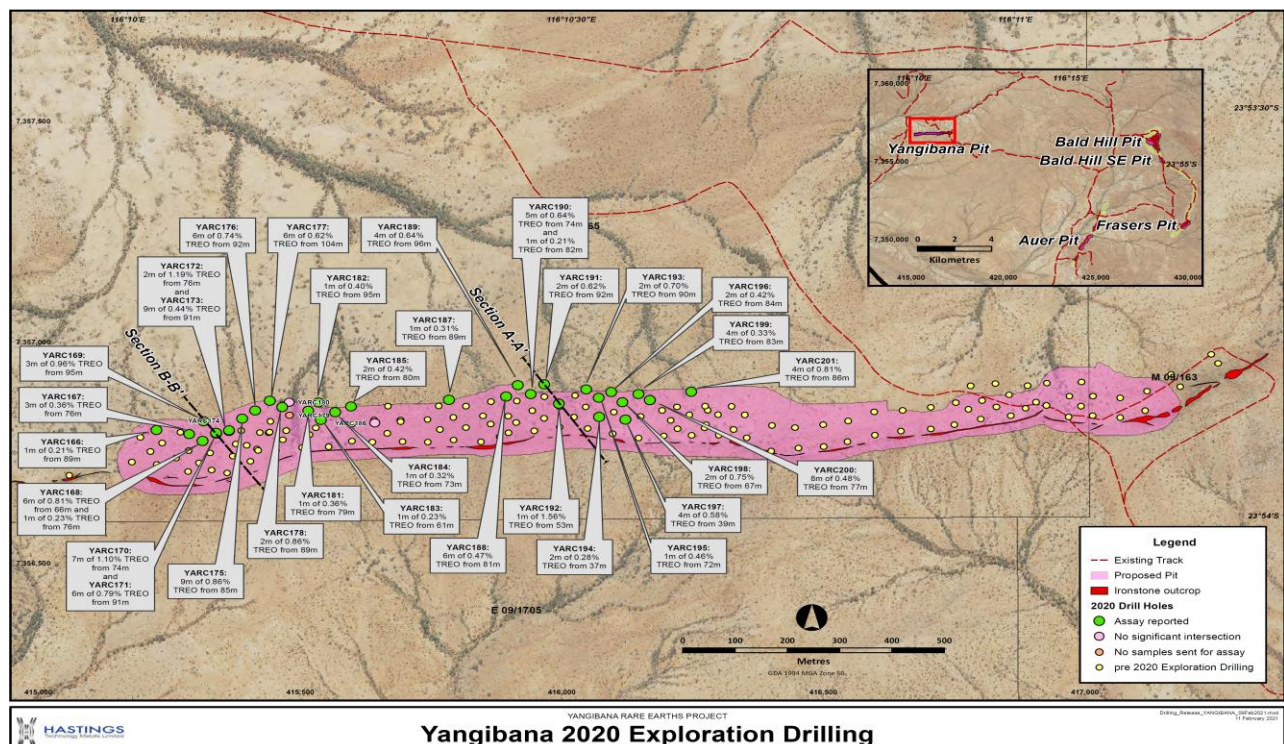 116°10'E
116°10'30"E
116°11'E
23°53'30"S
7,357,500
7,357,000
7,356,500
23°54'S
116°10'E
116°15'E
7,360,000
7,355,000
7,350,000
Yangibana Pit
Bald Hill Pit
Bald Hill SE Pit
23°55'S
Frasers Pit
Auer Pit
0 2 4
Kilometres
415,000
420,000
425,000
430,000
YARC176:
6m of 0.74%
TREO from 92m
YARC177:
6m of 0.62%
TREO from 104m
YARC189:
4m of 0.64%
TREO from 96m
YARC190:
5m of 0.64%
TREO from 74m
and
1m of 0.21%
TREO from 82m
YARC172:
2m of 1.19% TREO
from 76m
and
YARC173:
9m of 0.44% TREO
from 91m
YARC182:
1m of 0.40%
TREO from 95m
YARC191:
2m of 0.62%
TREO from 92m
YARC193:
2m of 0.70%
TREO from 90m
YARC196:
2m of 0.42%
TREO from 84m
YARC187:
1m of 0.31%
TREO from 89m
YARC199:
4m of 0.33%
TREO from 83m
YARC169:
3m of 0.96% TREO
from 95m
YARC185:
2m of 0.42%
TREO from 80m
YARC201:
4m of 0.81%
TREO from 86m
Section B-B'
Section A-A'
YARC167:
3m of 0.36% TREO
from 76m
YARC166:
1m of 0.21% TREO
from 89m
YARC174
YARC180
YARC179
YARC186
M 09/163
YARC168:
6m of 0.81% TREO
from 66m and
1m of 0.23% TREO
from 76m
YARC184:
1m of 0.32%
TREO from 73m
YARC181:
1m of 0.36%
TREO from 79m
YARC183:
1m of 0.23%
TREO from 61m
YARC178:
2m of 0.86%
TREO from 89m
YARC188:
6m of 0.47%
TREO from 81m
YARC192:
1m of 1.56%
TREO from 53m
YARC198:
2m of 0.75%
TREO from 67m
YARC200:
8m of 0.48%
TREO from 77m
YARC197:
4m of 0.58%
TREO from 39m
YARC194:
2m of 0.28%
TREO from 37m
YARC195:
1m of 0.46%
TREO from 72m
YARC170:
7m of 1.10% TREO
from 74m
and
YARC171:
6m of 0.79% TREO
from 91m
YARC175:
9m of 0.86%
TREO from 85m
E 09/1705
0 100 200 300 400 500
Metres
GDA 1994 MGA Zone 50
Legend
Existing Track
Proposed Pit
Ironstone outcrop
2020 Drill Holes
Assay reported
No significant intersection
No samples sent for assay
pre 2020 Exploration Drilling
415,000
415,500
416,000
416,500
417,000
HASTINGS
Technology Metals Limited
YANGIBANA RARE EARTHS PROJECT
Yangibana 2020 Exploration Drilling
Drilling_Release_YANGIBANA_09Feb2021.mxd
11 February 2021